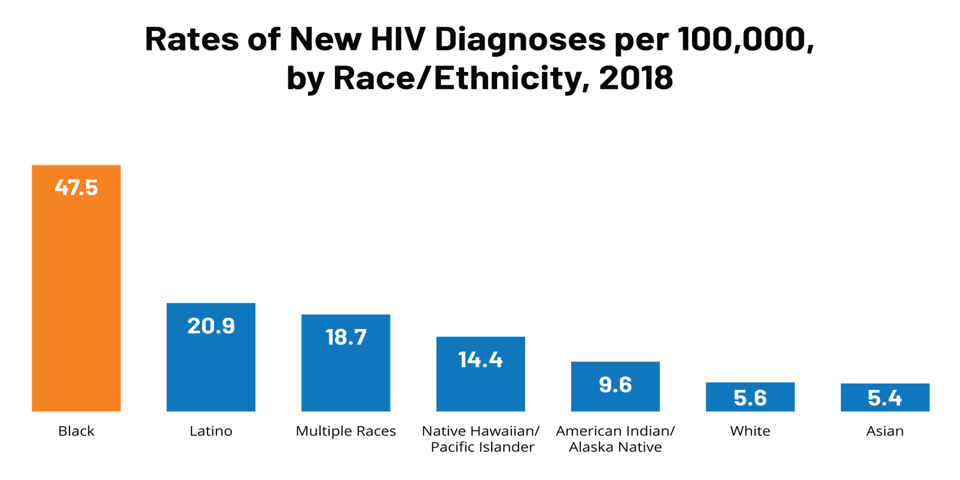 Rates of New HIV Diagnoses per 100,000,
by Race/Ethnicity, 2018
47.5
20.9
18.7
14.4
9.6
5.6
5.4
Black
Latino
Multiple Races
Native Hawaiian/
Pacific Islander
American Indian/
Alaska Native
White
Asian